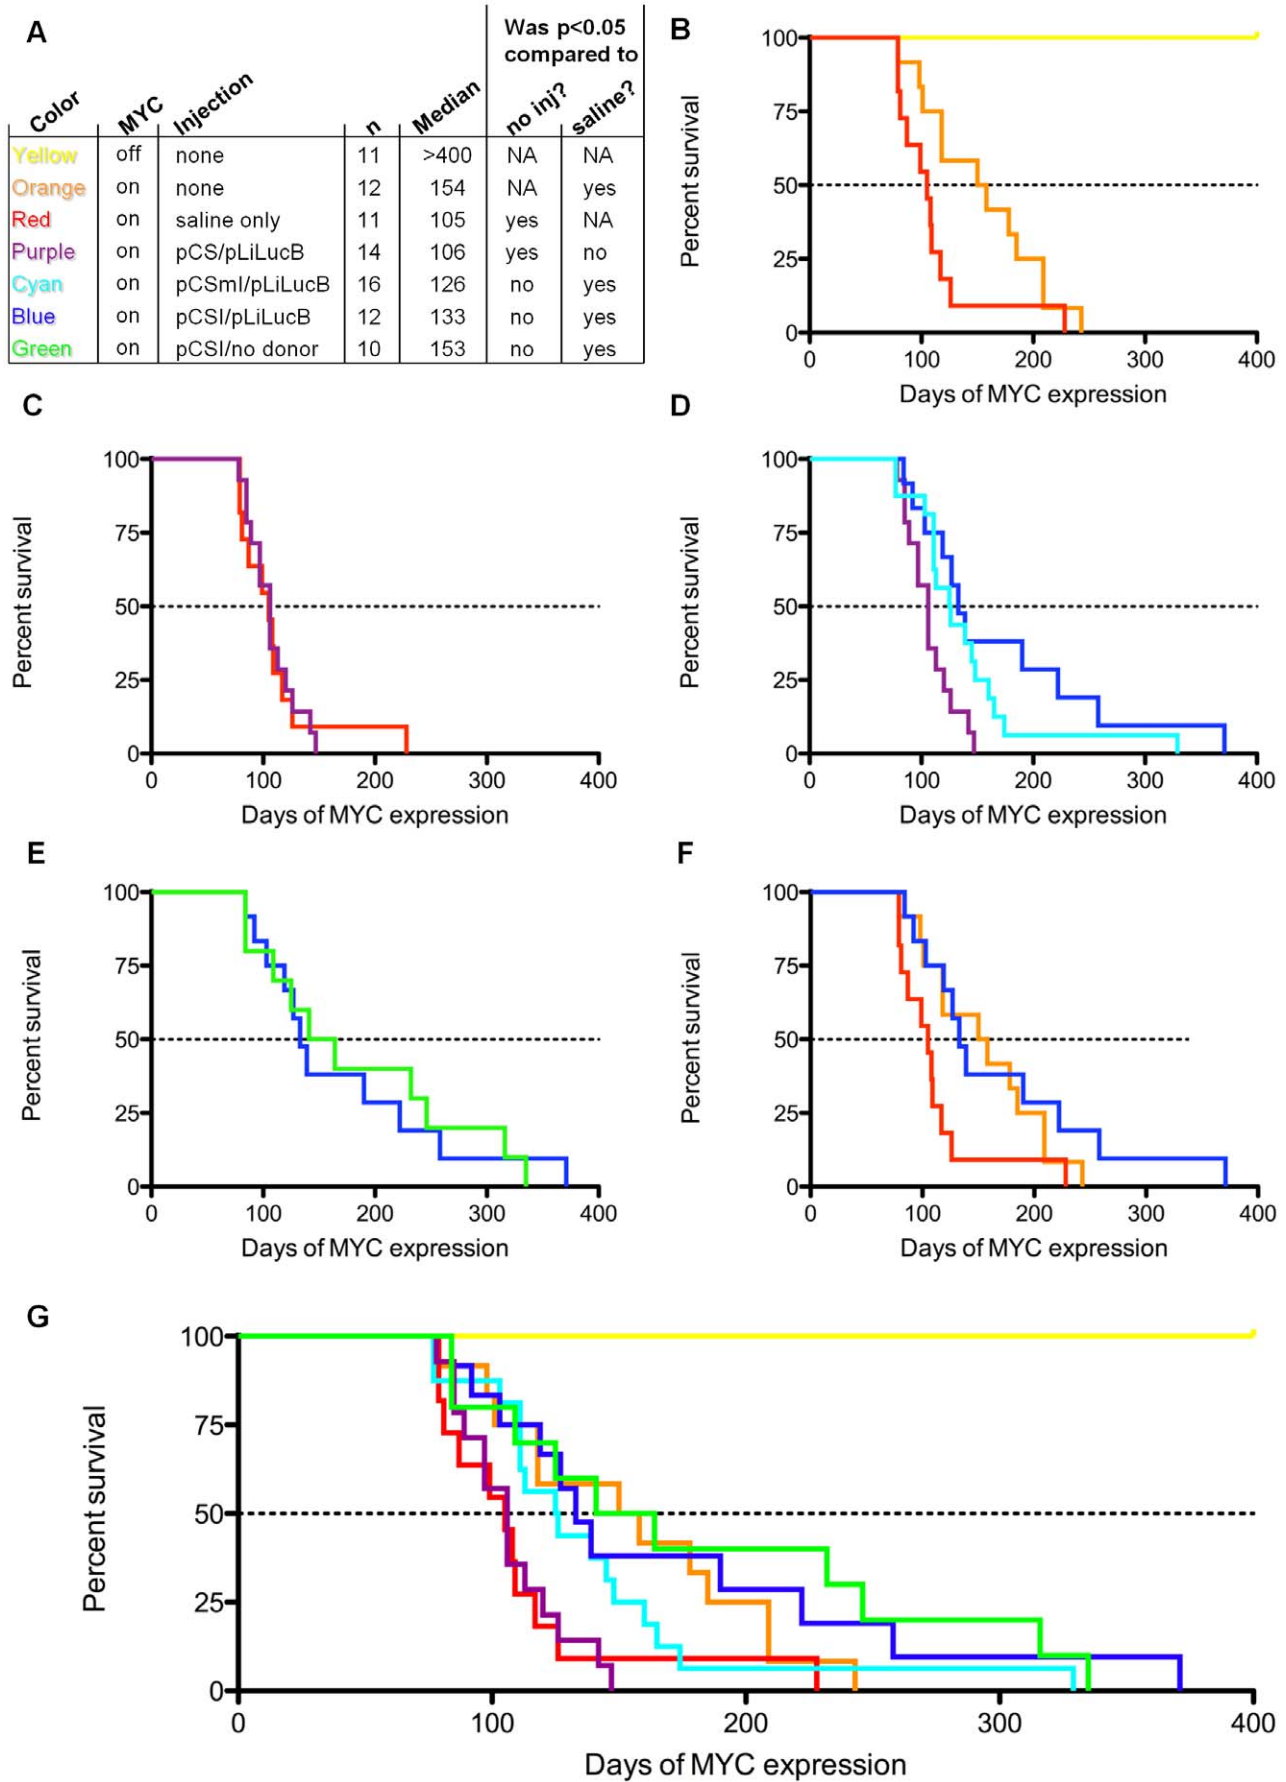 A
Was p<0.05
compared to
Color MYC Injection n Median no inj? saline?
Yellow off none 11 >400 NA NA
Orange on none 12 154 NA yes
Red on saline only 11 105 yes NA
Purple on pCS/pLiLucB 14 106 yes no
Cyan on pCSmI/pLiLucB 16 126 no yes
Blue on pCSI/pLiLucB 12 133 no yes
Green on pCSI/no donor 10 153 no yes
B
Percent survival
100
75
50
25
0
0 100 200 300 400
Days of MYC expression
C
Percent survival
100
75
50
25
0
0 100 200 300 400
Days of MYC expression
D
Percent survival
100
75
50
25
0
0 100 200 300 400
Days of MYC expression
E
Percent survival
100
75
50
25
0
0 100 200 300 400
Days of MYC expression
F
Percent survival
100
75
50
25
0
0 100 200 300 400
Days of MYC expression
G
Percent survival
100
75
50
25
0
0 100 200 300 400
Days of MYC expression